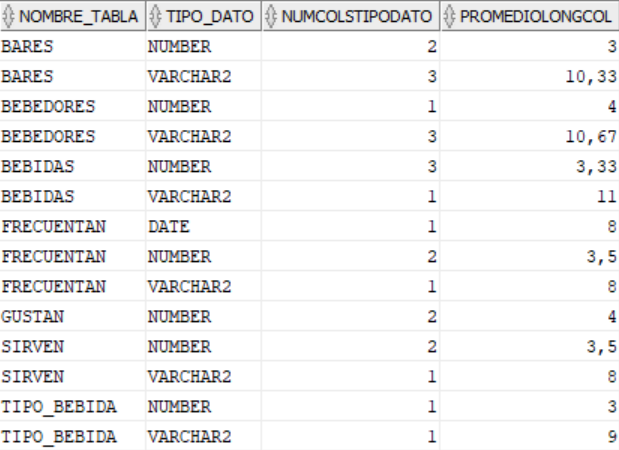 NOMBRE_TABLA TIPO_DATO NUMCOLSTIPODATO PROMEDIOLONGCOL
BARES NUMBER 2 3
BARES VARCHAR2 3 10,33
BEBEDORES NUMBER 1 4
BEBEDORES VARCHAR2 3 10,67
BEBIDAS NUMBER 3 3,33
BEBIDAS VARCHAR2 1 11
FRECUENTAN DATE 1 8
FRECUENTAN NUMBER 2 3,5
FRECUENTAN VARCHAR2 1 8
GUSTAN NUMBER 2 4
SIRVEN NUMBER 2 3,5
SIRVEN VARCHAR2 1 8
TIPO_BEBIDA NUMBER 1 3
TIPO_BEBIDA VARCHAR2 1 9